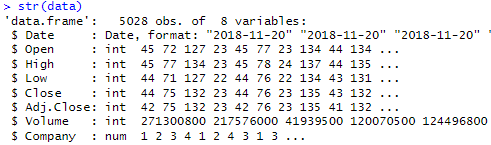 > str(data)
'data.frame':   5028 obs. of  8 variables:
 $ Date     : Date, format: "2018-11-20" "2018-11-20" "2018-11-20" "
 $ Open     : int  45 72 127 23 45 77 23 134 44 134 ...
 $ High     : int  45 77 134 23 45 78 24 137 44 135 ...
 $ Low      : int  44 71 127 22 44 76 22 134 43 131 ...
 $ Close    : int  44 75 132 23 44 76 23 135 43 132 ...
 $ Adj.Close: int  42 75 132 23 42 76 23 135 41 132 ...
 $ Volume   : int  271300800 217576000 41939500 120070500 124496800
 $ Company  : num  1 2 3 4 1 2 4 3 1 3 ...